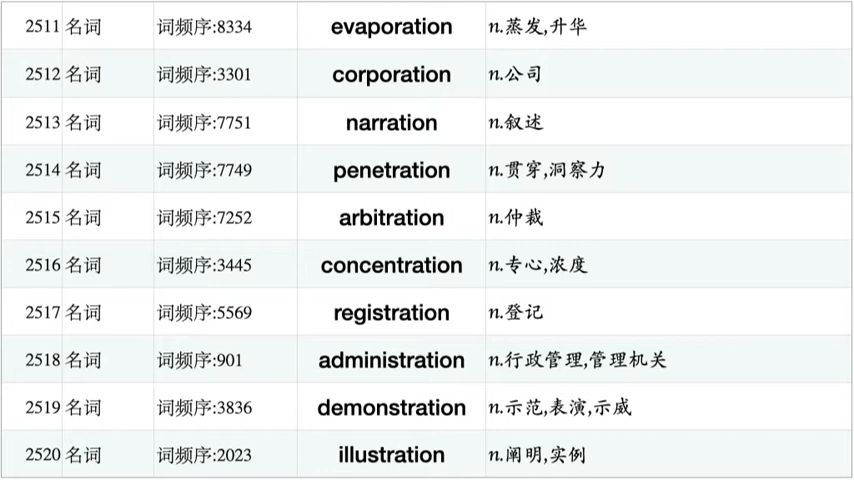 2511 名词 词频序:8334 evaporation n.蒸发,升华
2512 名词 词频序:3301 corporation n.公司
2513 名词 词频序:7751 narration n.叙述
2514 名词 词频序:7749 penetration n.贯穿,洞察力
2515 名词 词频序:7252 arbitration n.仲裁
2516 名词 词频序:3445 concentration n.专心,浓度
2517 名词 词频序:5569 registration n.登记
2518 名词 词频序:901 administration n.行政管理,管理机关
2519 名词 词频序:3836 demonstration n.示范,表演,示威
2520 名词 词频序:2023 illustration n.阐明,实例